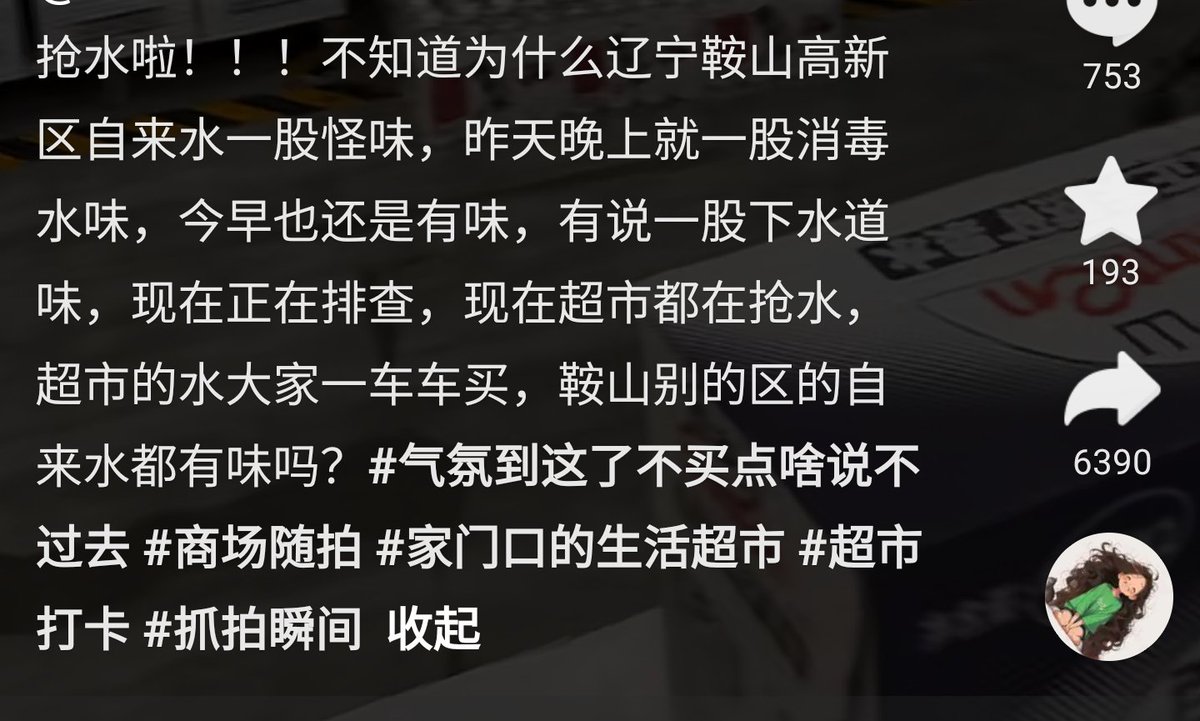 抢水啦！！！不知道为什么辽宁鞍山高新
区自来水一股怪味，昨天晚上就一股消毒
水味，今早也还是有味，有说一股下水道
味，现在正在排查，现在超市都在抢水，
超市的水大家一车车买，鞍山别的区的自
来水都有味吗？#气氛到这了不买点啥说不
过去 #商场随拍 #家门口的生活超市 #超市
打卡 #抓拍瞬间 收起
753
193
6390